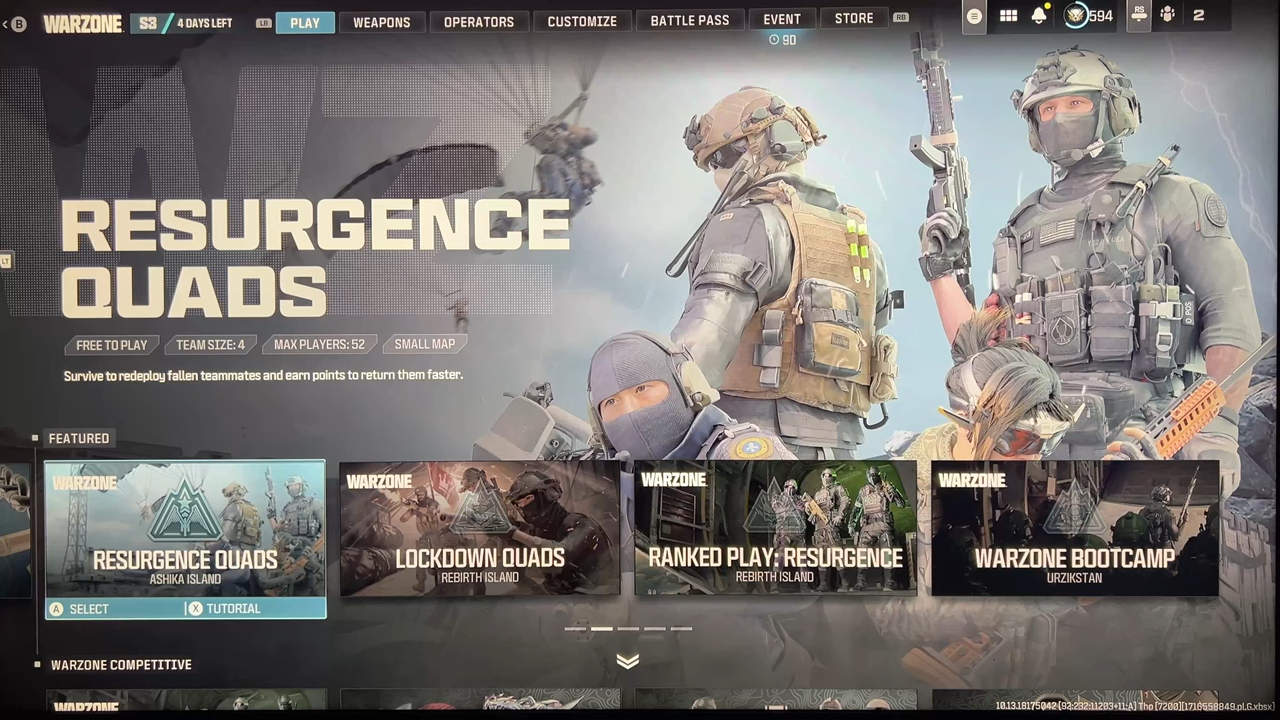 B WARZONE S3 4 DAYS LEFT LB PLAY WEAPONS OPERATORS CUSTOMIZE BATTLE PASS EVENT STORE RB 594 RS 2
90
WZ
RESURGENCE
QUADS
LT
FREE TO PLAY TEAM SIZE: 4 MAX PLAYERS: 52 SMALL MAP
Survive to redeploy fallen teammates and earn points to return them faster.
FEATURED
WARZONE WARZONE WARZONE WARZONE
RESURGENCE QUADS LOCKDOWN QUADS RANKED PLAY: RESURGENCE WARZONE BOOTCAMP
ASHIKA ISLAND REBIRTH ISLAND REBIRTH ISLAND URZIKSTAN
A SELECT X TUTORIAL
WARZONE COMPETITIVE
WARZONE